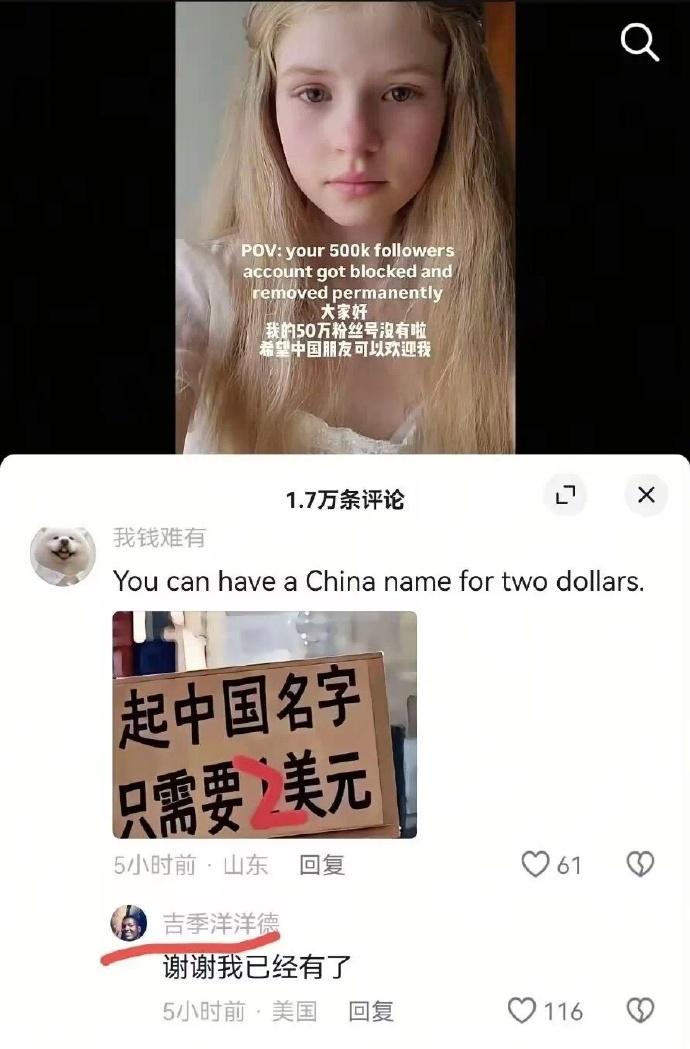 POV: your 500k followers
account got blocked and
removed permanently
大家好
我的50万粉丝号没有啦
希望中国朋友可以欢迎我
1.7万条评论
我钱难有
You can have a China name for two dollars.
起中国名字
只需要2美元
5小时前 · 山东 回复
61
吉季洋洋德
谢谢我已经有了
5小时前 · 美国 回复
116